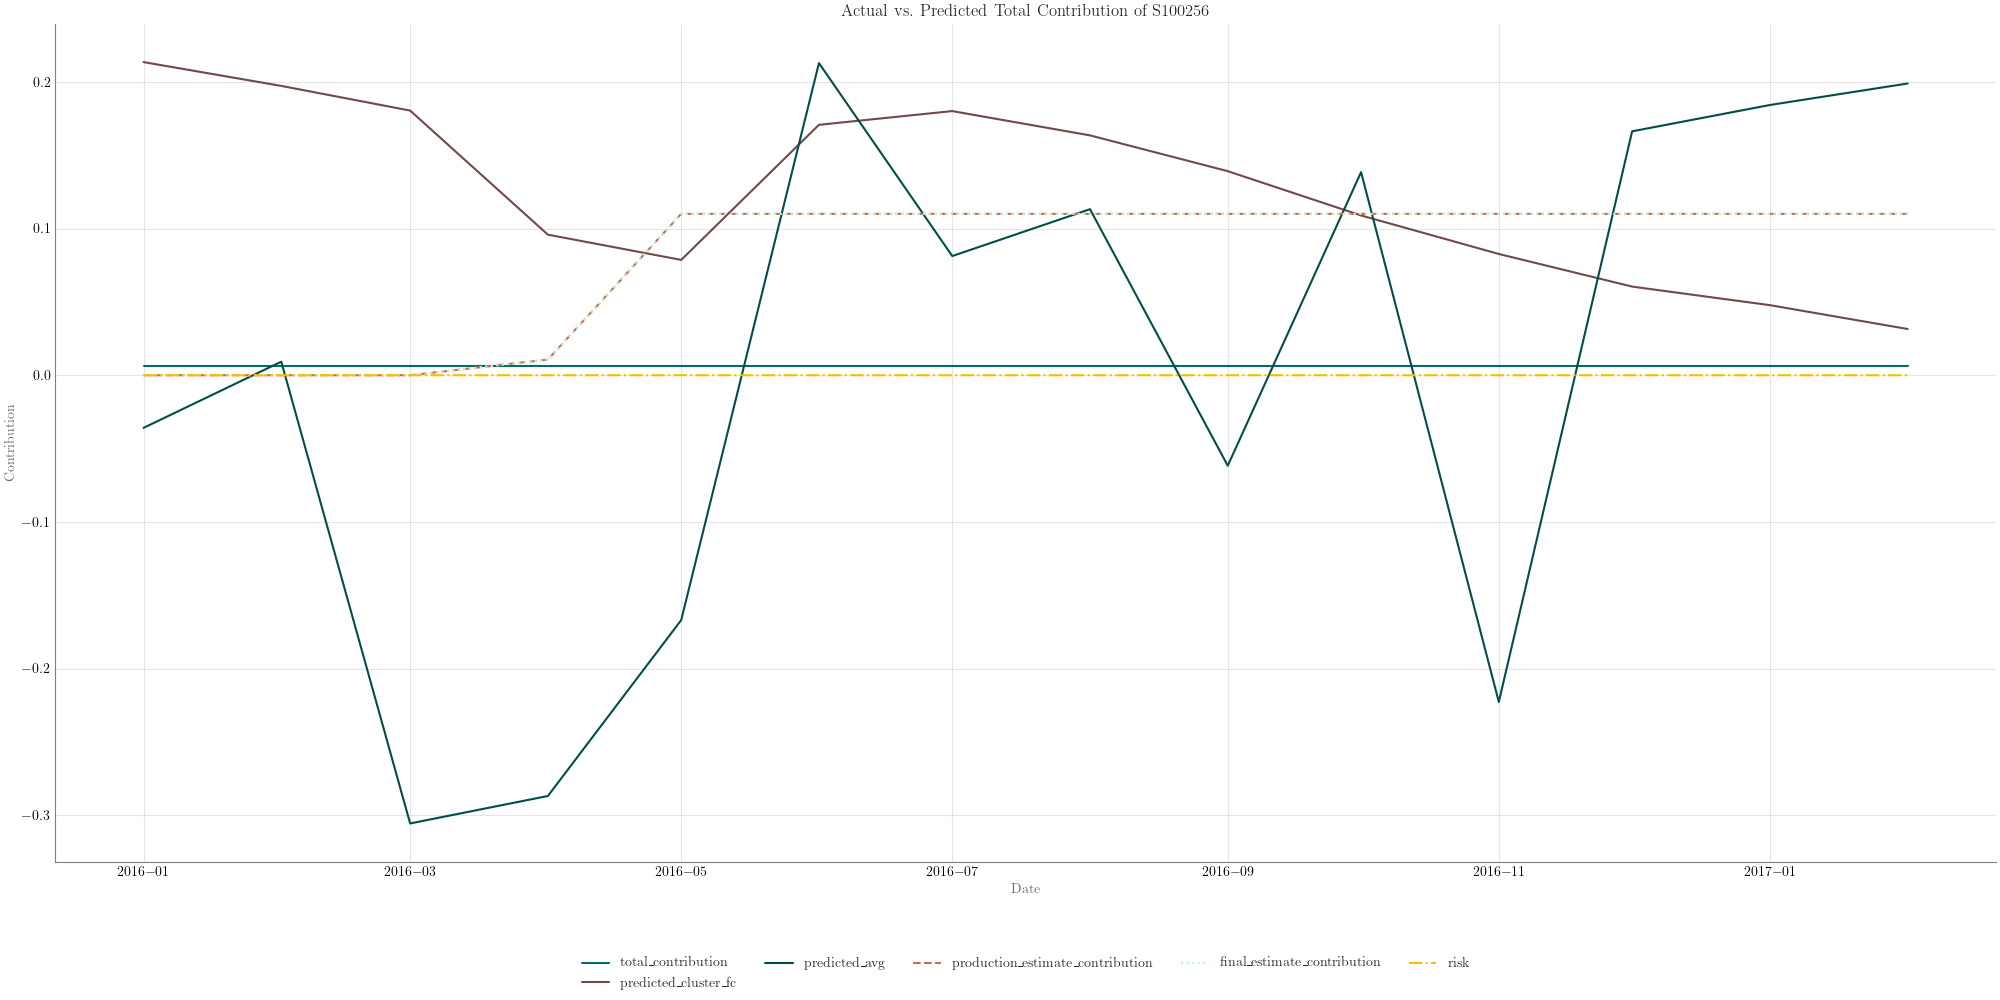 Actual vs. Predicted Total Contribution of S100256
0.2
0.1
0.0
−0.1
−0.2
−0.3
Contribution
2016−01 2016−03 2016−05 2016−07 2016−09 2016−11 2017−01
Date
total_contribution predicted_avg production_estimate_contribution final_estimate_contribution risk
predicted_cluster_fc